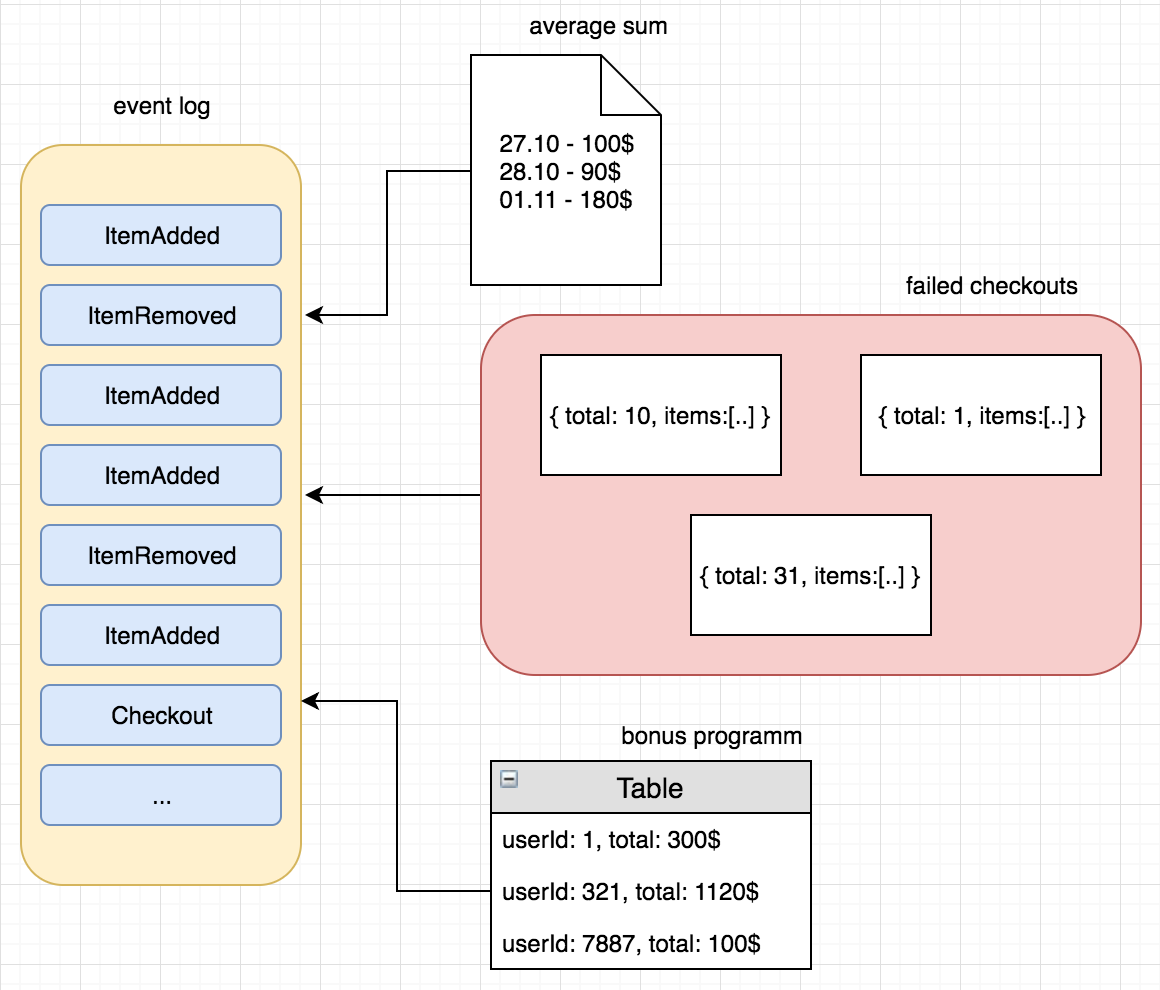 average sum
event log
27.10 - 100$
28.10 - 90$
01.11 - 180$
ItemAdded
ItemRemoved
ItemAdded
ItemAdded
ItemRemoved
ItemAdded
Checkout
...
failed checkouts
{ total: 10, items:[..] }
{ total: 1, items:[..] }
{ total: 31, items:[..] }
bonus programm
Table
userId: 1, total: 300$
userId: 321, total: 1120$
userId: 7887, total: 100$